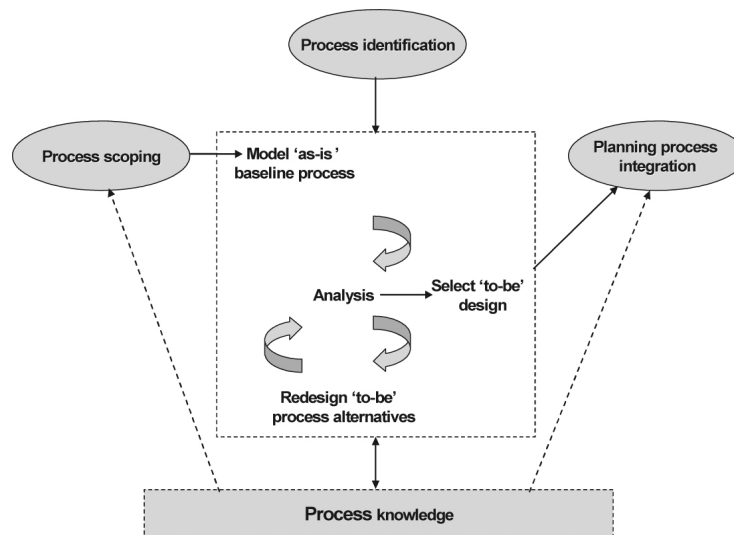 Process identification
Process scoping
Model ‘as-is’
baseline process
Planning process
integration
Analysis
Select ‘to-be’
design
Redesign ‘to-be’
process alternatives
Process knowledge